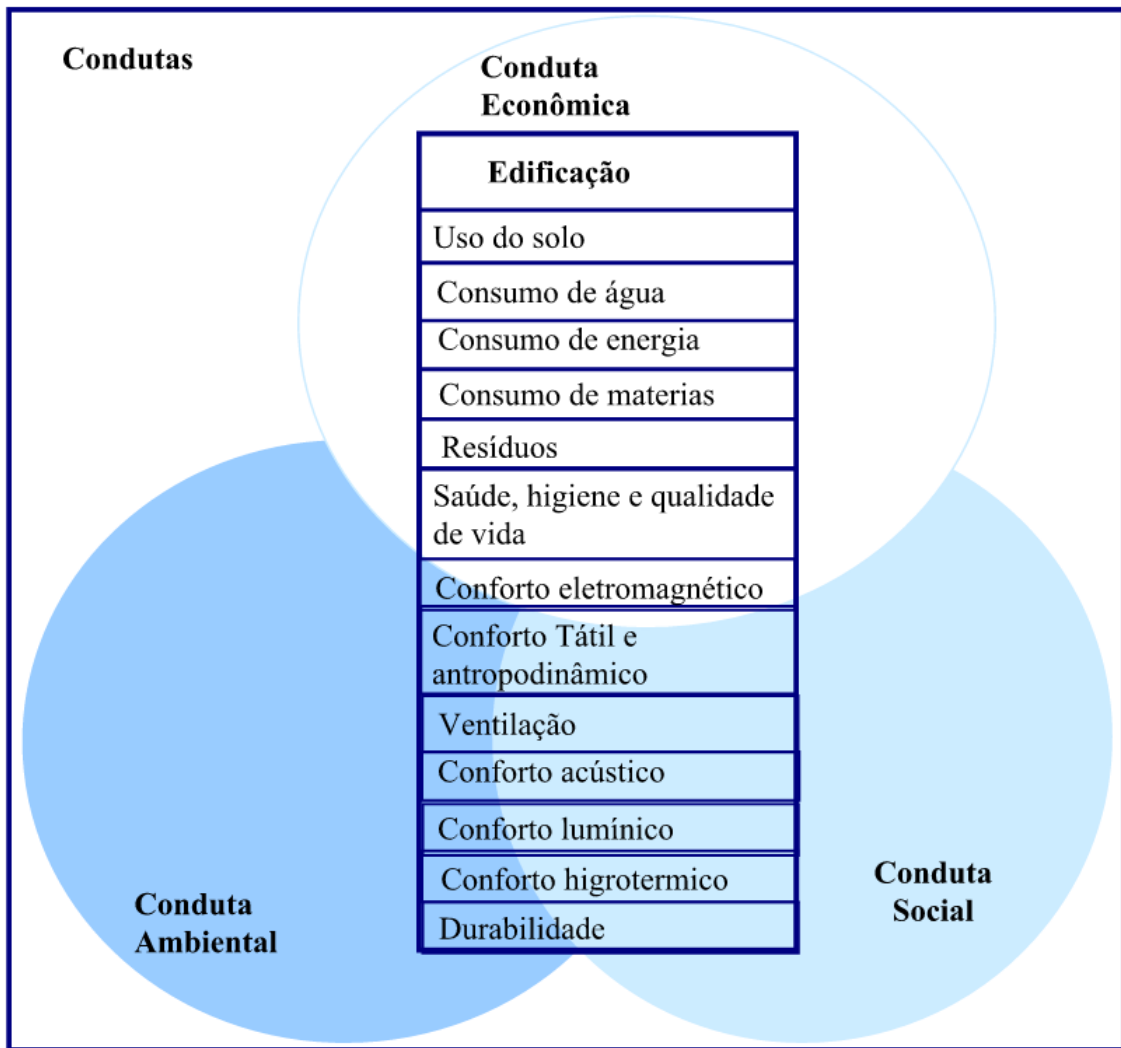 Condutas
Conduta
Econômica
Edificação
Uso do solo
Consumo de água
Consumo de energia
Consumo de materias
Resíduos
Saúde, higiene e qualidade
de vida
Conforto eletromagnético
Conforto Tátil e
antropodinâmico
Ventilação
Conforto acústico
Conforto lumínico
Conforto higrotermico
Durabilidade
Conduta
Ambiental
Conduta
Social